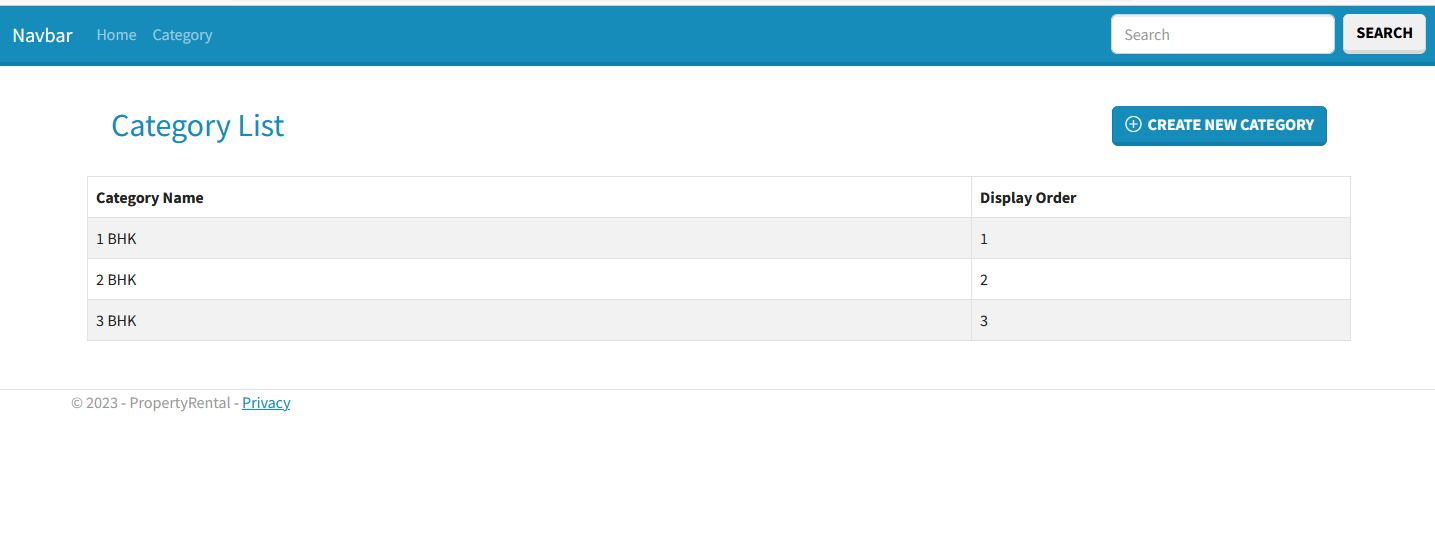 Navbar Home Category Search SEARCH
Category List CREATE NEW CATEGORY
Category Name Display Order
1 BHK 1
2 BHK 2
3 BHK 3
© 2023 - PropertyRental - Privacy